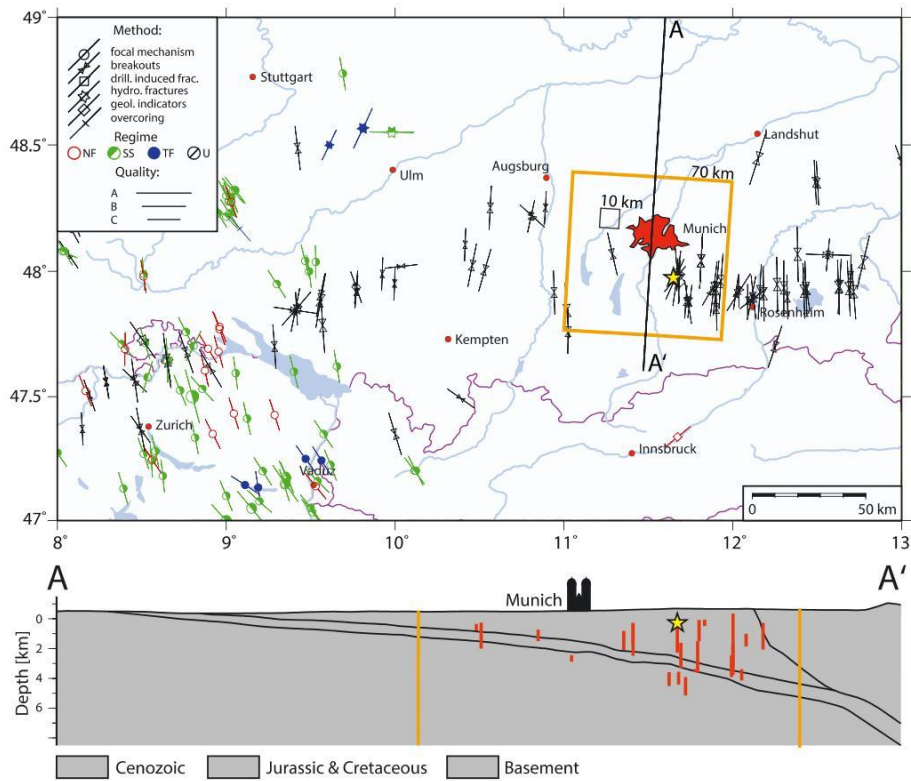 49°
48.5°
48°
47.5°
47°
8
9
10
11
12
13
Method:
focal mechanism
breakouts
drill. induced frac.
hydro. fractures
geol. indicators
overcoring
Regime
NF SS TF U
Quality:
A
B
C
Stuttgart
Ulm
Augsburg
Landshut
A
70 km
10 km
Munich
Rosenheim
Kempten
A‘
Zurich
Vaduz
Innsbruck
0 50 km
A A‘
Munich
Depth [km]
0
2
4
6
Cenozoic Jurassic & Cretaceous Basement